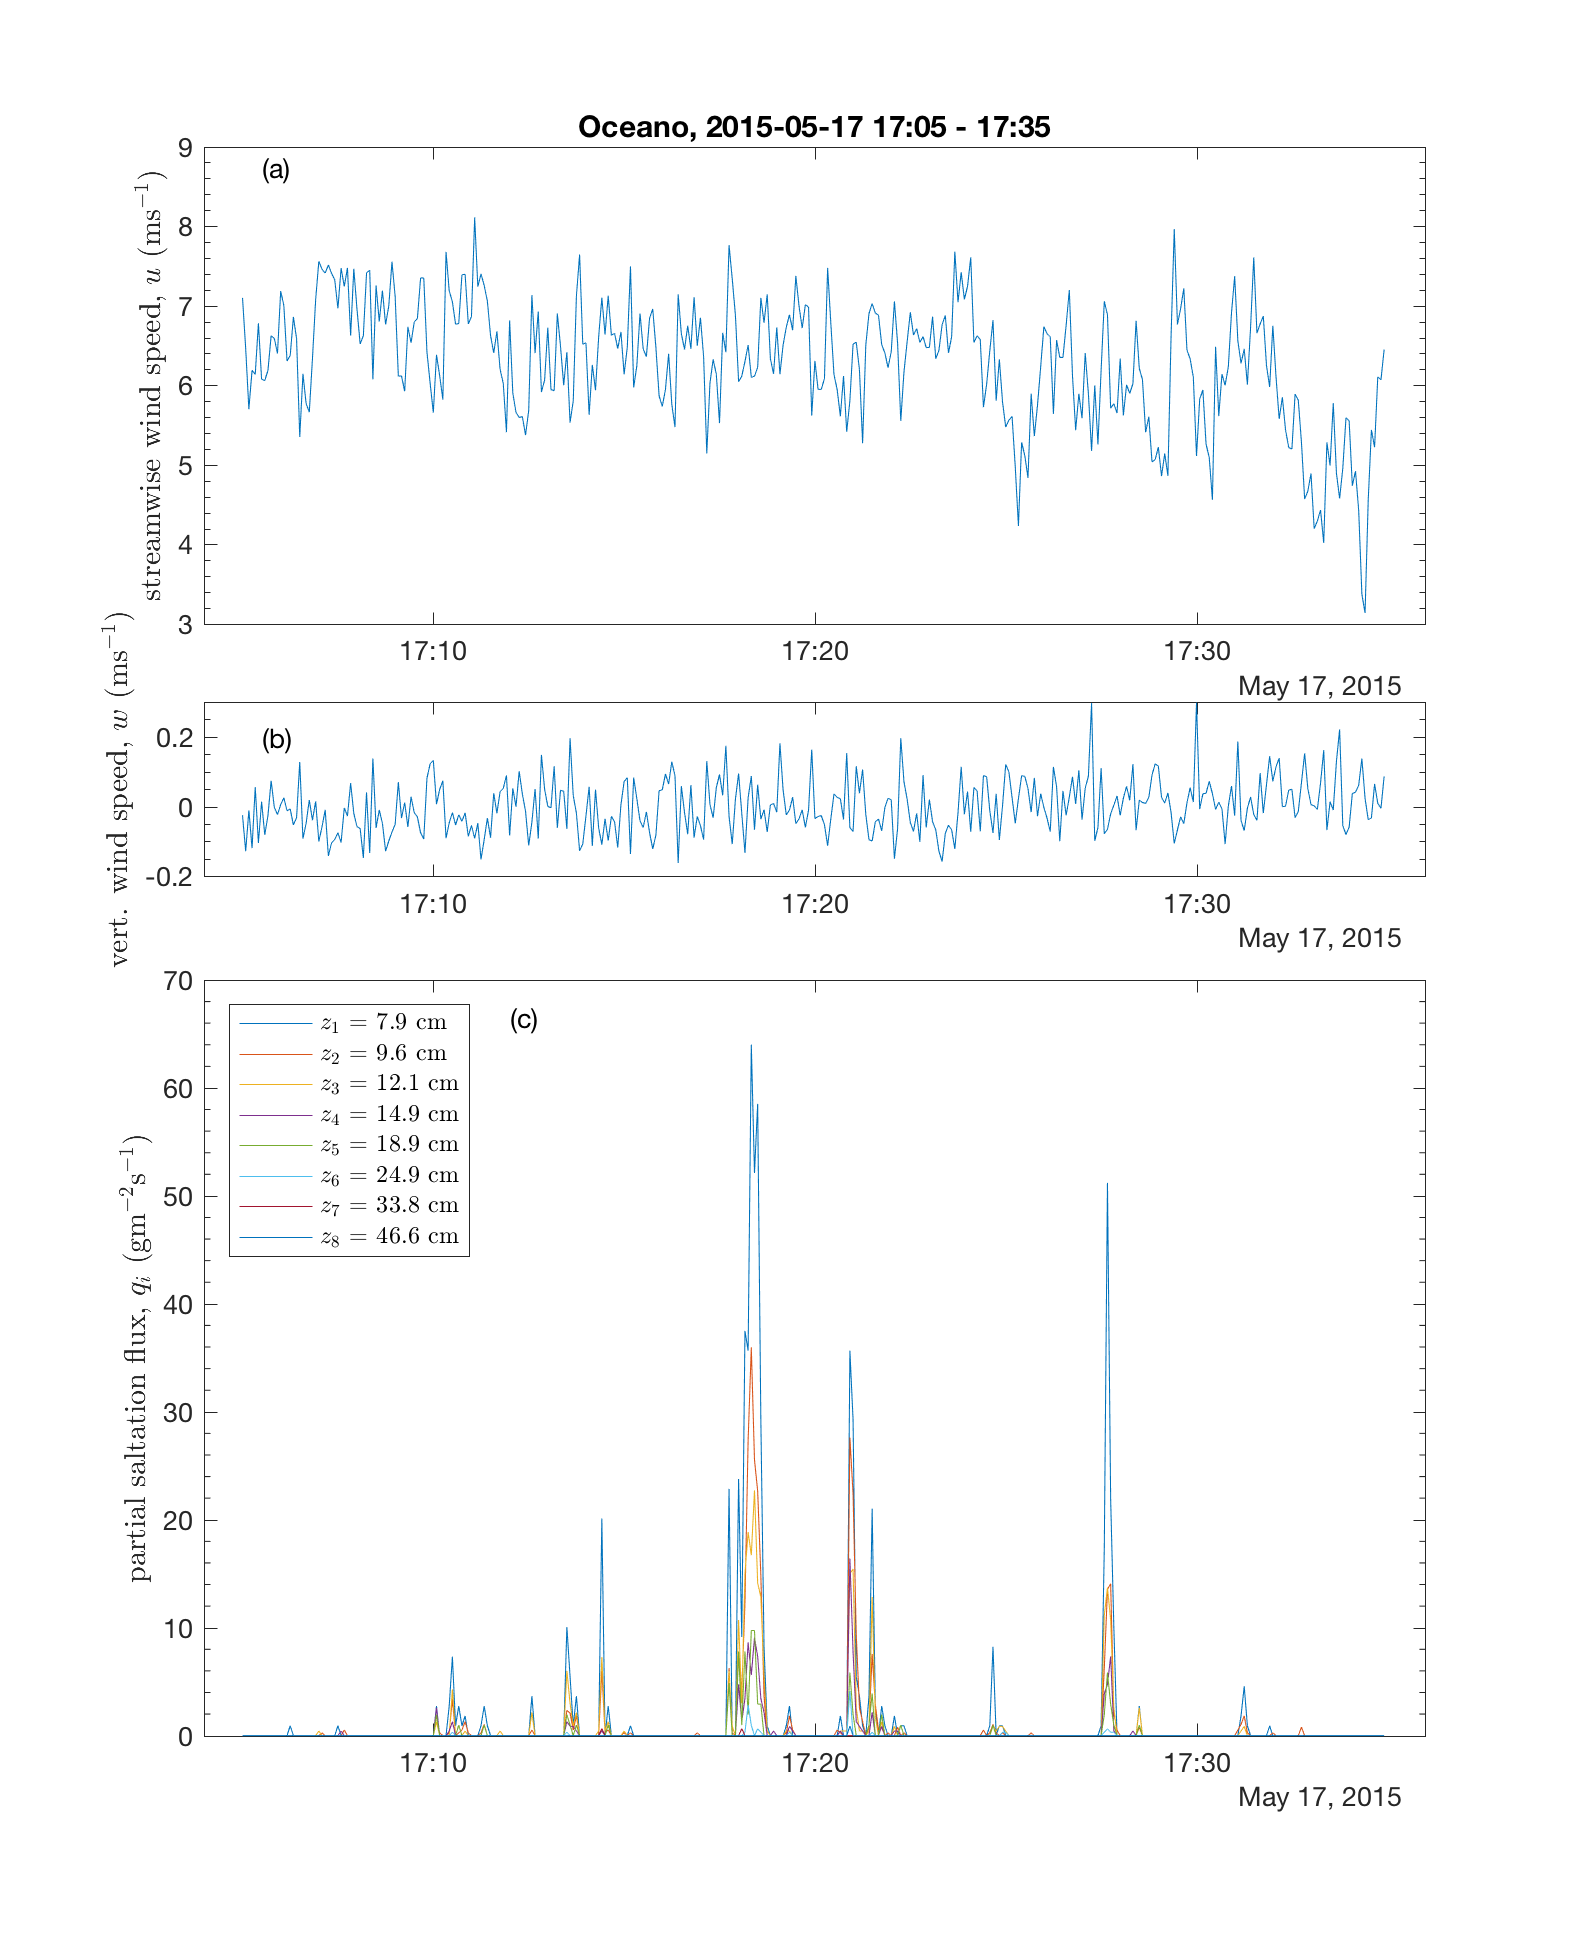 Oceano, 2015-05-17 17:05 - 17:35
(a)
streamwise wind speed, u (ms⁻¹)
9
8
7
6
5
4
3
17:10 17:20 17:30
May 17, 2015
(b)
vert. wind speed, w (ms⁻¹)
0.2
0
-0.2
17:10 17:20 17:30
May 17, 2015
(c)
partial saltation flux, qᵢ (gm⁻²s⁻¹)
70
60
50
40
30
20
10
0
z₁ = 7.9 cm
z₂ = 9.6 cm
z₃ = 12.1 cm
z₄ = 14.9 cm
z₅ = 18.9 cm
z₆ = 24.9 cm
z₇ = 33.8 cm
z₈ = 46.6 cm
17:10 17:20 17:30
May 17, 2015